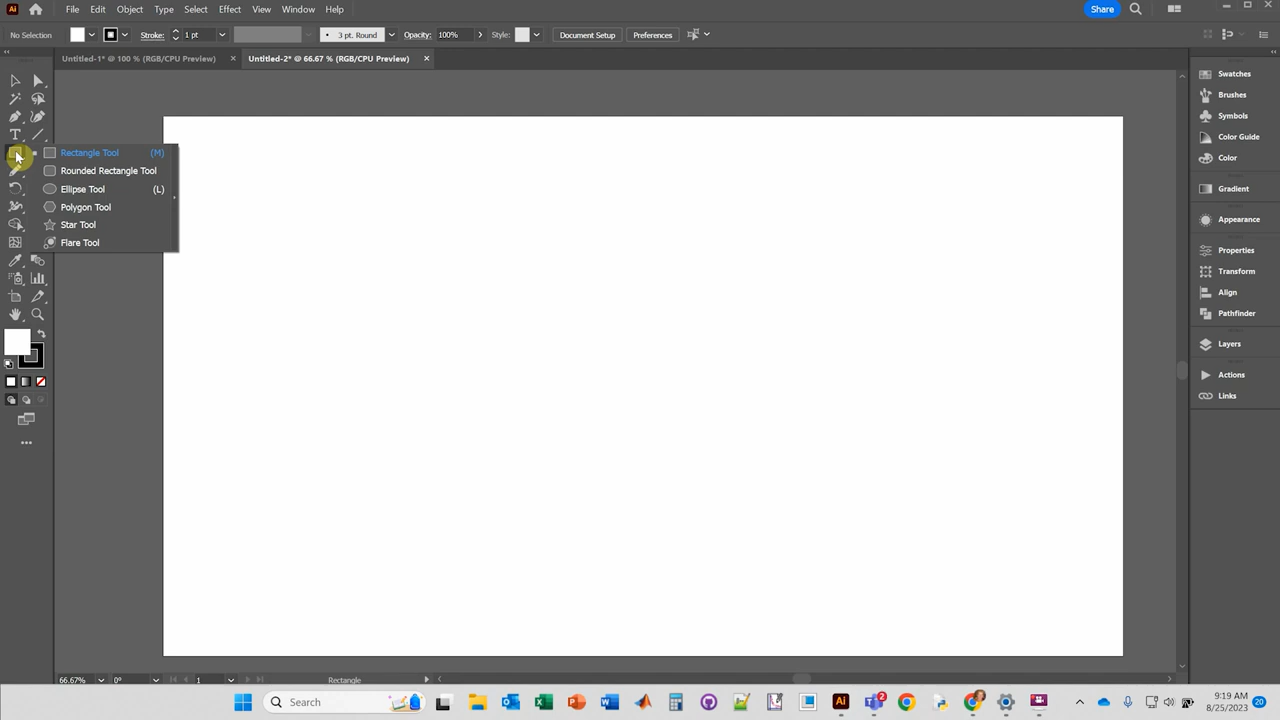 Ai File Edit Object Type Select Effect View Window Help Share
No Selection Stroke: 1 pt 3 pt. Round Opacity: 100% Style: Document Setup Preferences
Untitled-1* @ 100 % (RGB/CPU Preview) Untitled-2* @ 66.67 % (RGB/CPU Preview)
Swatches
Brushes
Symbols
Color Guide
Color
Gradient
Appearance
Properties
Transform
Align
Pathfinder
Layers
Actions
Links
Rectangle Tool (M)
Rounded Rectangle Tool
Ellipse Tool (L)
Polygon Tool
Star Tool
Flare Tool
66.67% 0° 1 Rectangle
Search
Ai 2
9:19 AM
8/25/2023 20